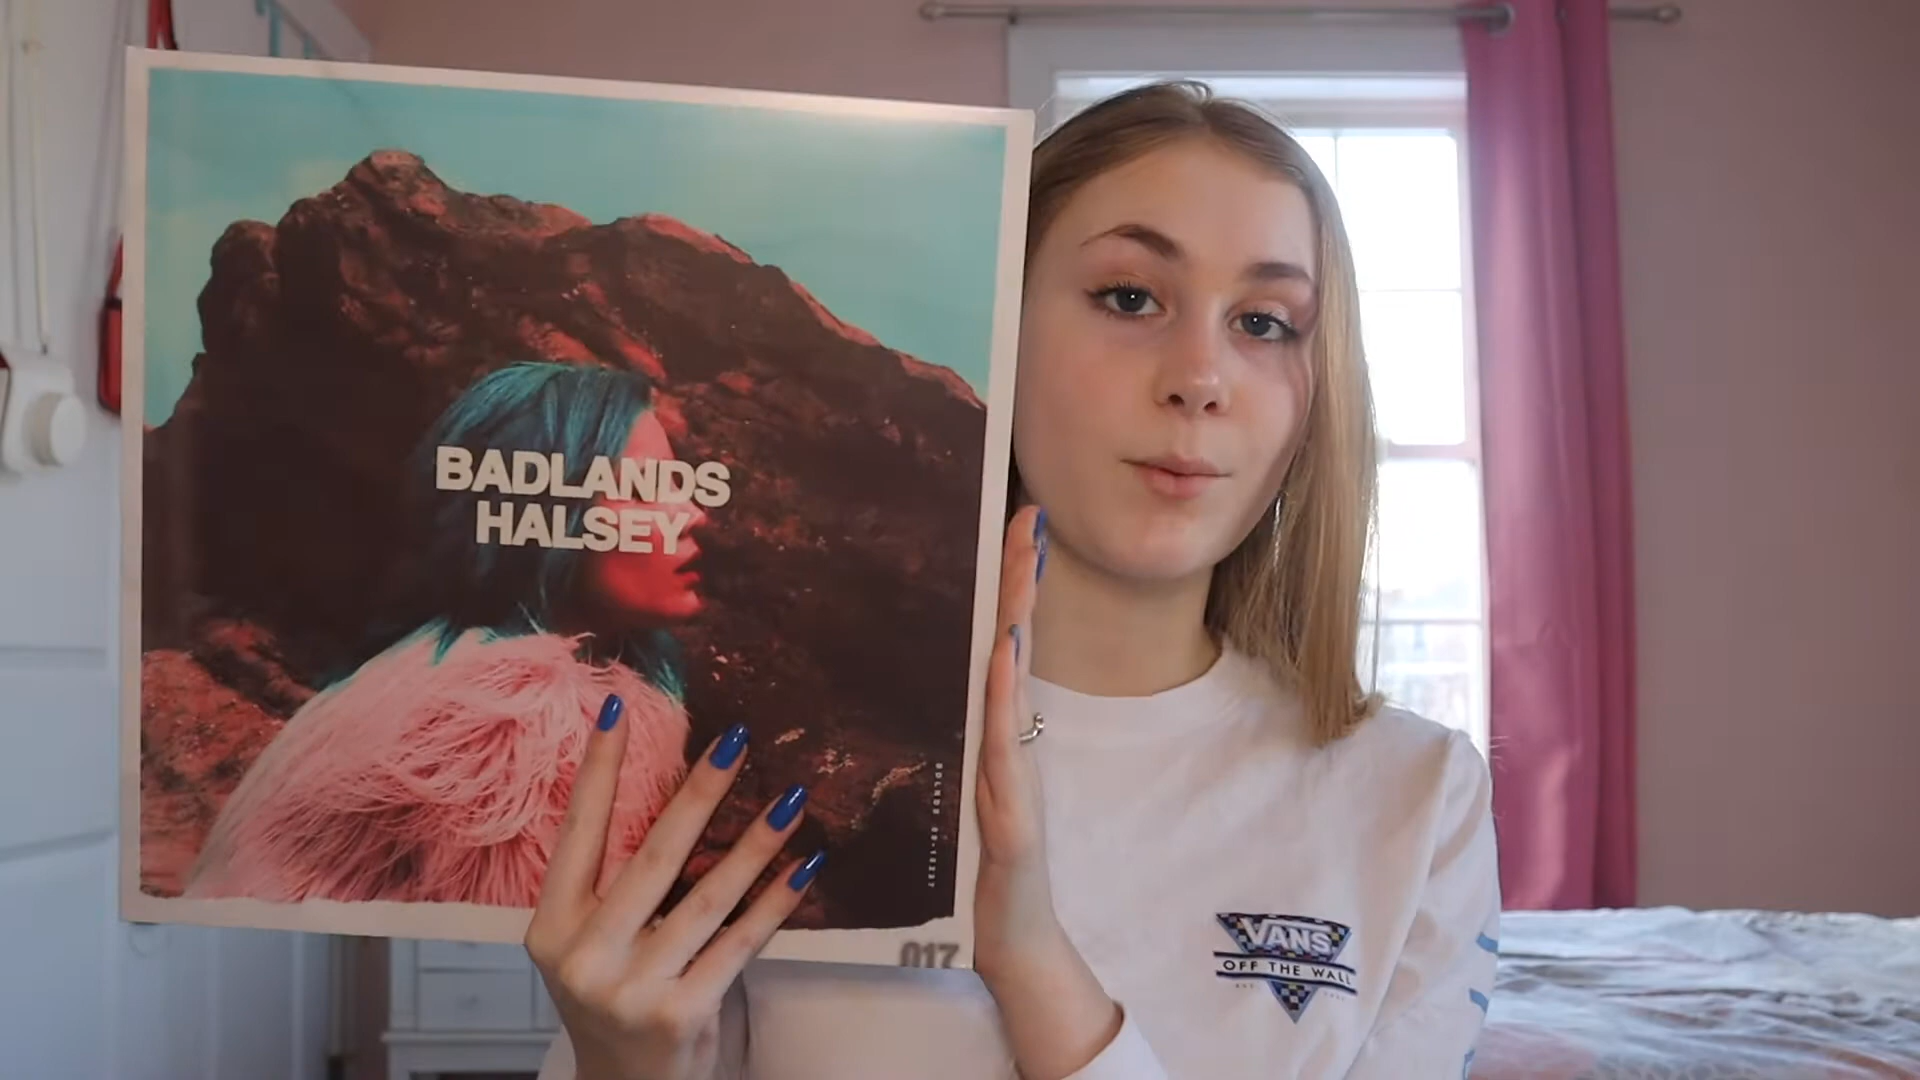 BADLANDS
HALSEY
017
VANS
OFF THE WALL